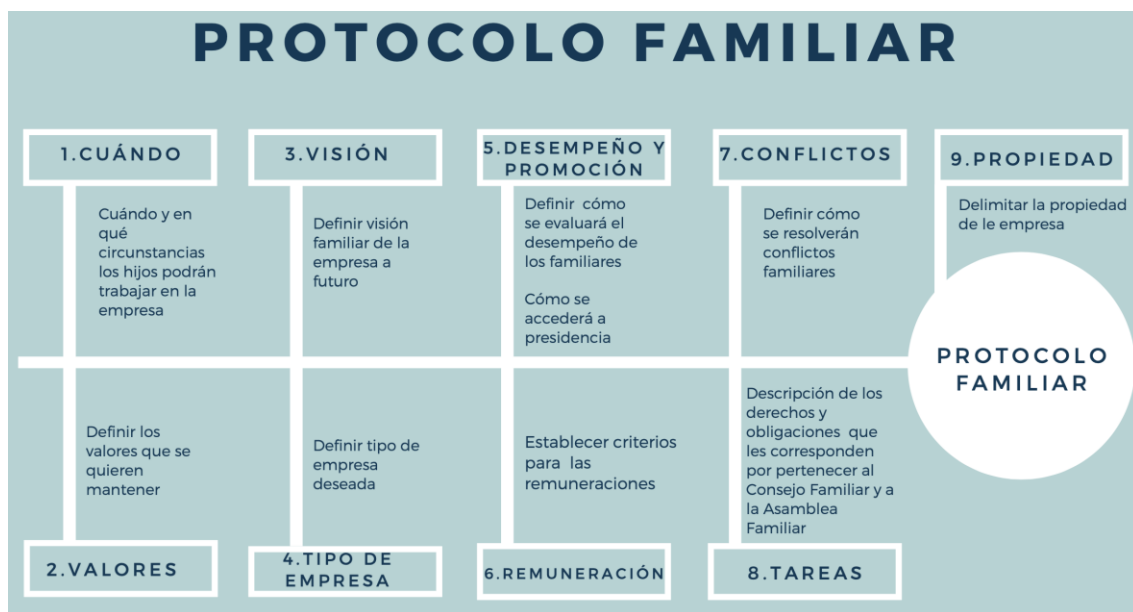 PROTOCOLO FAMILIAR
1.CUÁNDO
Cuándo y en
qué
circunstancias
los hijos podrán
trabajar en la
empresa
2.VALORES
Definir los
valores que se
quieren
mantener
3.VISIÓN
Definir visión
familiar de la
empresa a
futuro
4.TIPO DE
EMPRESA
Definir tipo de
empresa
deseada
5.DESEMPEÑO Y
PROMOCIÓN
Definir cómo
se evaluará el
desempeño de
los familiares
Cómo se
accederá a
presidencia
6.REMUNERACIÓN
Establecer criterios
para las
remuneraciones
7.CONFLICTOS
Definir cómo
se resolverán
conflictos
familiares
8.TAREAS
Descripción de los
derechos y
obligaciones que
les corresponden
por pertenecer al
Consejo Familiar y a
la Asamblea
Familiar
9.PROPIEDAD
Delimitar la propiedad
de le empresa
PROTOCOLO
FAMILIAR